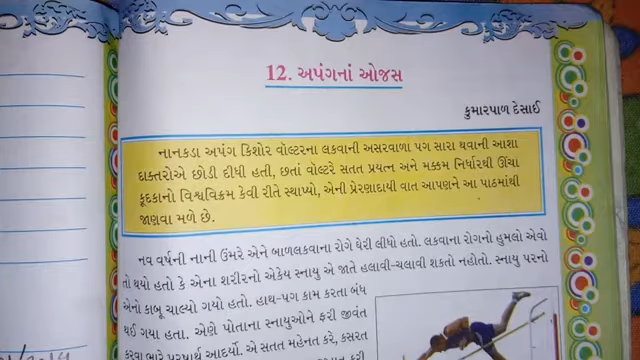 12. અપંગનાં ઓજસ
કુમારપાળ દેસાઈ
નાનકડા અપંગ કિશોર વૉલ્ટરના લકવાની અસરવાળા પગ સારા થવાની આશા
દાક્તરોએ છોડી દીધી હતી, છતાં વૉલ્ટરે સતત પ્રયત્ન અને મક્કમ નિર્ધારથી ઊંચા
કૂદકાનો વિશ્વવિક્રમ કેવી રીતે સ્થાપ્યો, એની પ્રેરણાદાયી વાત આપણને આ પાઠમાંથી
જાણવા મળે છે.
નવ વર્ષની નાની ઉંમરે એને બાળલકવાના રોગે ઘેરી લીધો હતો. લકવાના રોગનો હુમલો એવો
તો થયો હતો કે એના શરીરનો એકેય સ્નાયુ એ જાતે હલાવી-ચલાવી શકતો નહોતો. સ્નાયુ પરનો
એનો કાબૂ ચાલ્યો ગયો હતો. હાથ-પગ કામ કરતા બંધ
થઈ ગયા હતા. એણે પોતાના સ્નાયુઓને ફરી જીવંત
કરવા ભારે પુરુષાર્થ આદર્યો. એ સતત મહેનત કરે, કસરત